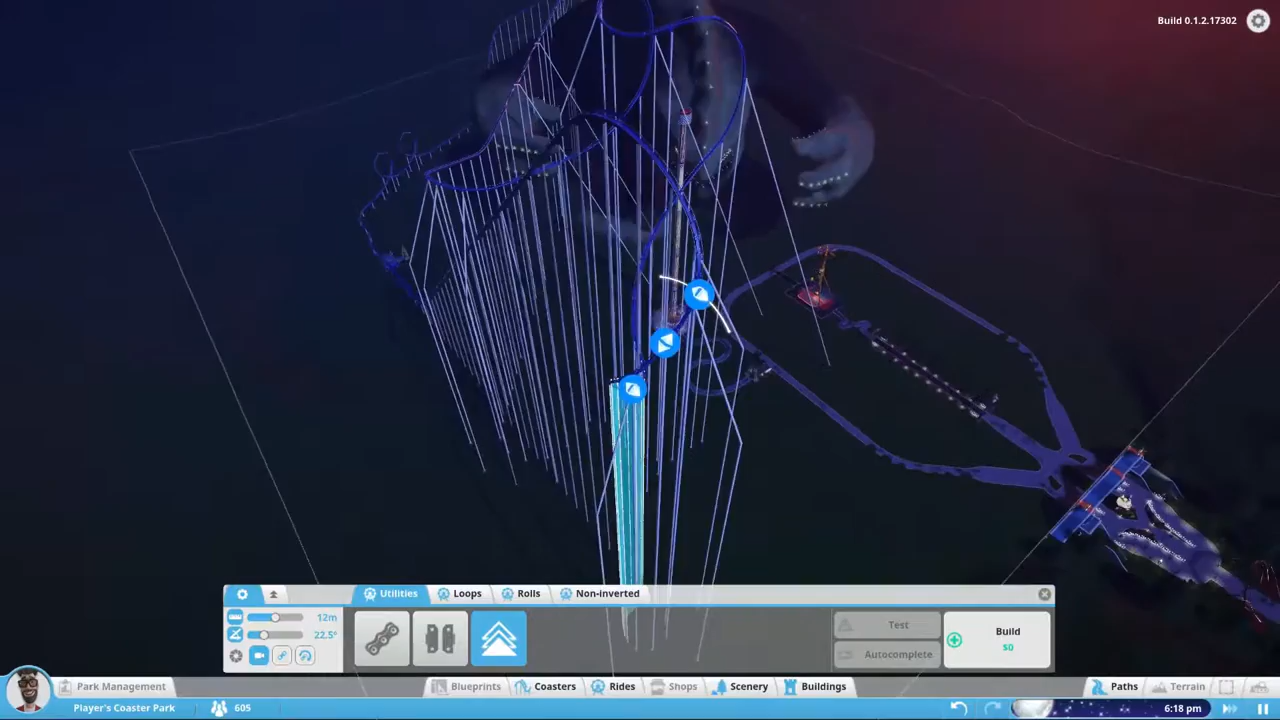 Build 0.1.2.17302
Utilities
Loops
Rolls
Non-inverted
12m
22.5°
Test
Autocomplete
Build
$0
Park Management
Blueprints
Coasters
Rides
Shops
Scenery
Buildings
Paths
Terrain
Player's Coaster Park
605
6:18 pm